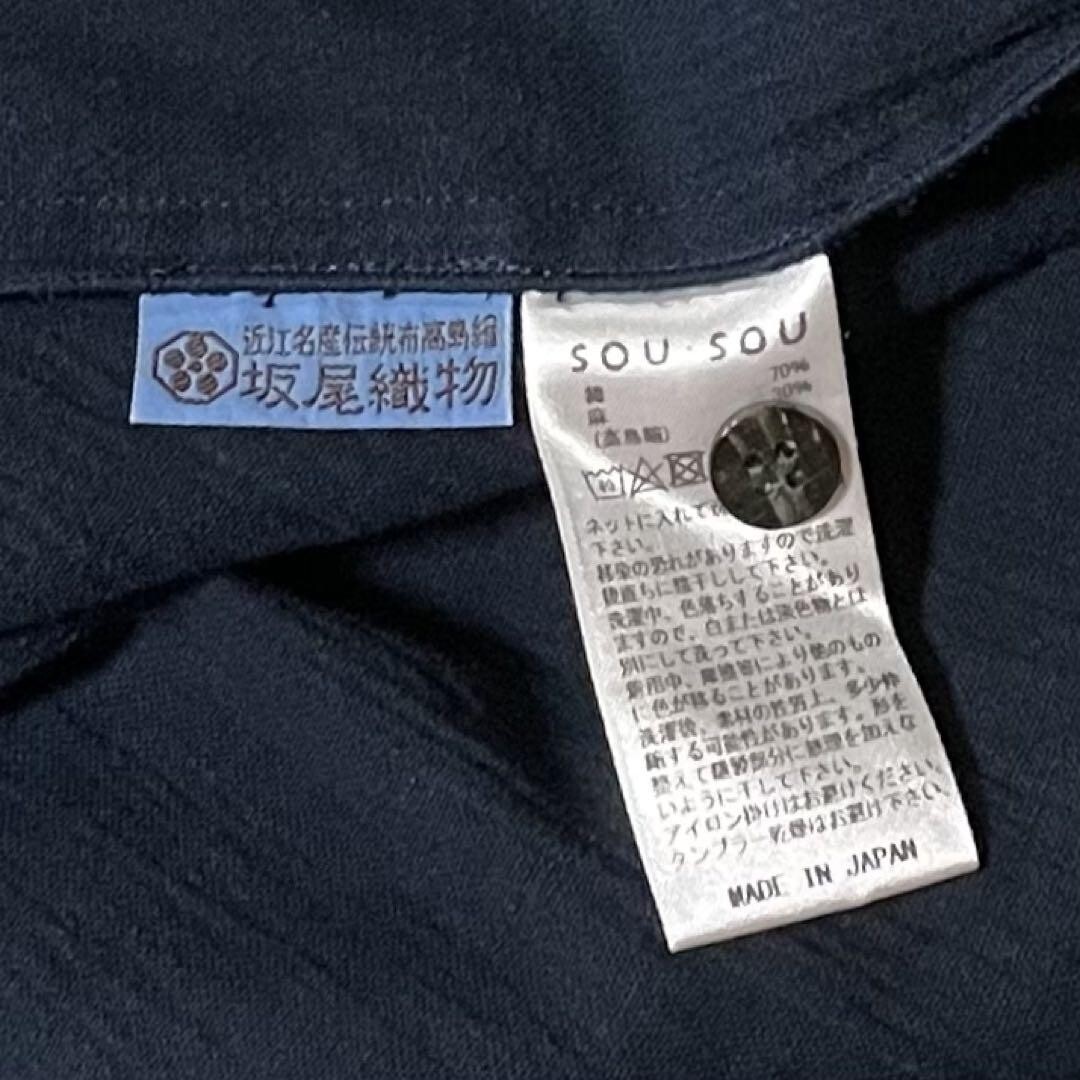 近江名産伝統布高島縮
坂尾織物
SOU・SOU
綿 70%
麻 30%
(高島縮)
ネットに入れて
下さい。
移染の恐れがありますので洗濯
後直ちに陰干しして下さい。
洗濯中、色落ちすることがあり
ますので、白または淡色物とは
別にして洗って下さい。
着用中、摩擦等により他のもの
に色が移ることがあります。
洗濯後、素材の性質上、多少伸
縮する可能性があります。形を
整えて縫製部分に無理を加えな
いように干して下さい。
アイロン掛けはお避けください。
タンブラー乾燥はお避け下さい。
MADE IN JAPAN